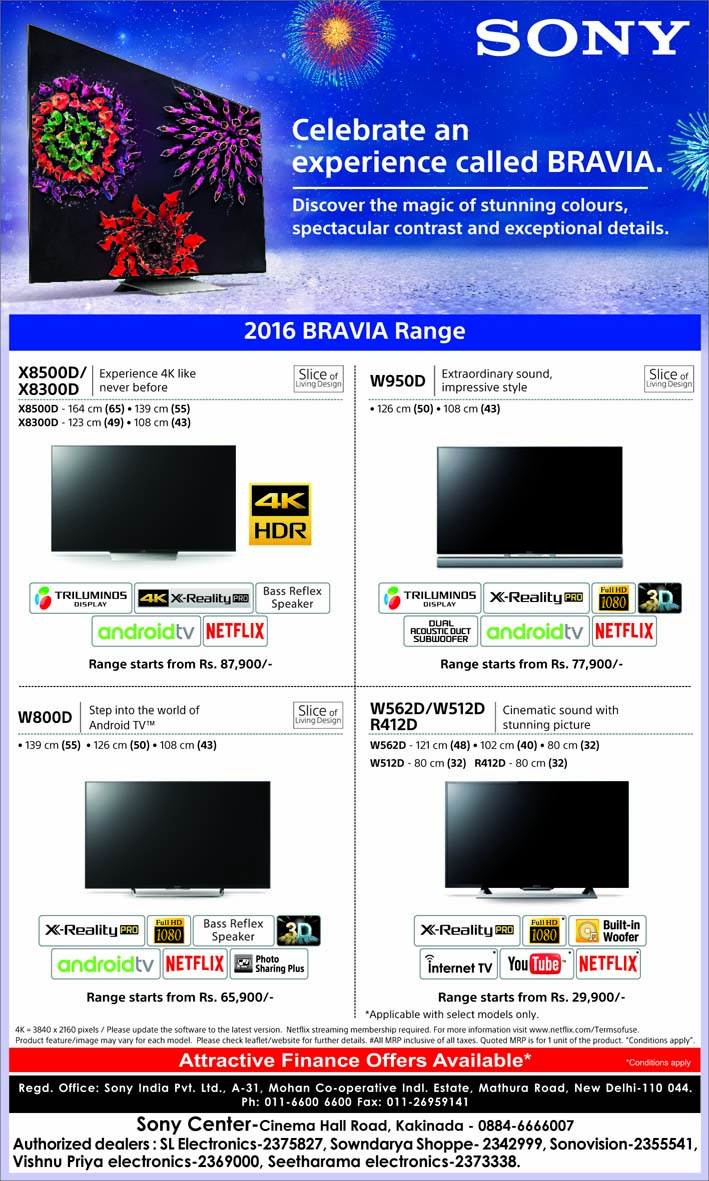 SONY
Celebrate an
experience called BRAVIA.
Discover the magic of stunning colours,
spectacular contrast and exceptional details.
2016 BRAVIA Range
X8500D/
X8300D
Experience 4K like
never before
Slice of
Living Design
X8500D - 164 cm (65) • 139 cm (55)
X8300D - 123 cm (49) • 108 cm (43)
4K
HDR
TRILUMINOS
DISPLAY
4K X-Reality PRO
Bass Reflex
Speaker
androidtv
NETFLIX
Range starts from Rs. 87,900/-
W950D
Extraordinary sound,
impressive style
Slice of
Living Design
• 126 cm (50) • 108 cm (43)
TRILUMINOS
DISPLAY
X-Reality PRO
Full HD
1080
3D
DUAL
ACOUSTIC DUCT
SUBWOOFER
androidtv
NETFLIX
Range starts from Rs. 77,900/-
W800D
Step into the world of
Android TV™
Slice of
Living Design
• 139 cm (55) • 126 cm (50) • 108 cm (43)
X-Reality PRO
Full HD
1080
Bass Reflex
Speaker
3D
androidtv
NETFLIX
Photo
Sharing Plus
Range starts from Rs. 65,900/-
W562D/W512D
R412D
Cinematic sound with
stunning picture
W562D - 121 cm (48) • 102 cm (40) • 80 cm (32)
W512D - 80 cm (32) R412D - 80 cm (32)
X-Reality PRO
Full HD*
1080
Built-in
Woofer
Internet TV*
YouTube™*
NETFLIX*
Range starts from Rs. 29,900/-
*Applicable with select models only.
4K = 3840 x 2160 pixels / Please update the software to the latest version. Netflix streaming membership required. For more information visit www.netflix.com/Termsofuse.
Product feature/image may vary for each model. Please check leaflet/website for further details. #All MRP inclusive of all taxes. Quoted MRP is for 1 unit of the product. "Conditions apply".
Attractive Finance Offers Available*
*Conditions apply
Regd. Office: Sony India Pvt. Ltd., A-31, Mohan Co-operative Indl. Estate, Mathura Road, New Delhi-110 044.
Ph: 011-6600 6600 Fax: 011-26959141
Sony Center-Cinema Hall Road, Kakinada - 0884-6666007
Authorized dealers : SL Electronics-2375827, Sowndarya Shoppe- 2342999, Sonovision-2355541,
Vishnu Priya electronics-2369000, Seetharama electronics-2373338.